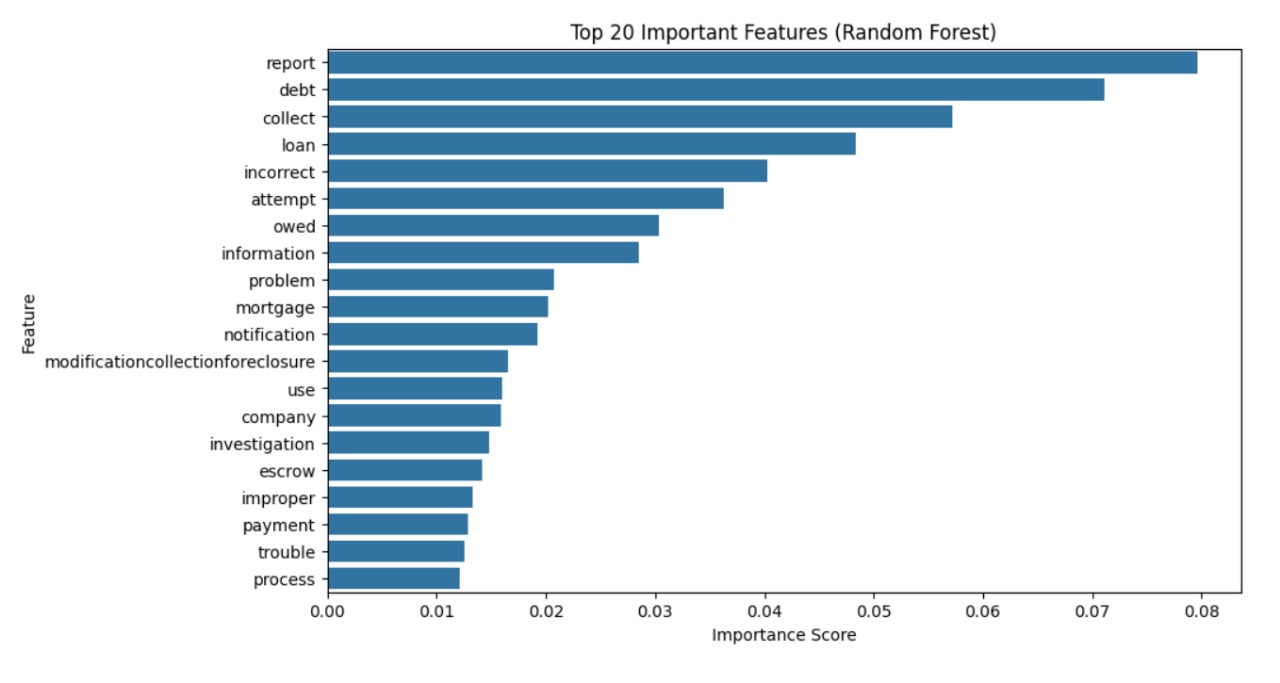 Top 20 Important Features (Random Forest)
Feature
report
debt
collect
loan
incorrect
attempt
owed
information
problem
mortgage
notification
modificationcollectionforeclosure
use
company
investigation
escrow
improper
payment
trouble
process
0.00 0.01 0.02 0.03 0.04 0.05 0.06 0.07 0.08
Importance Score